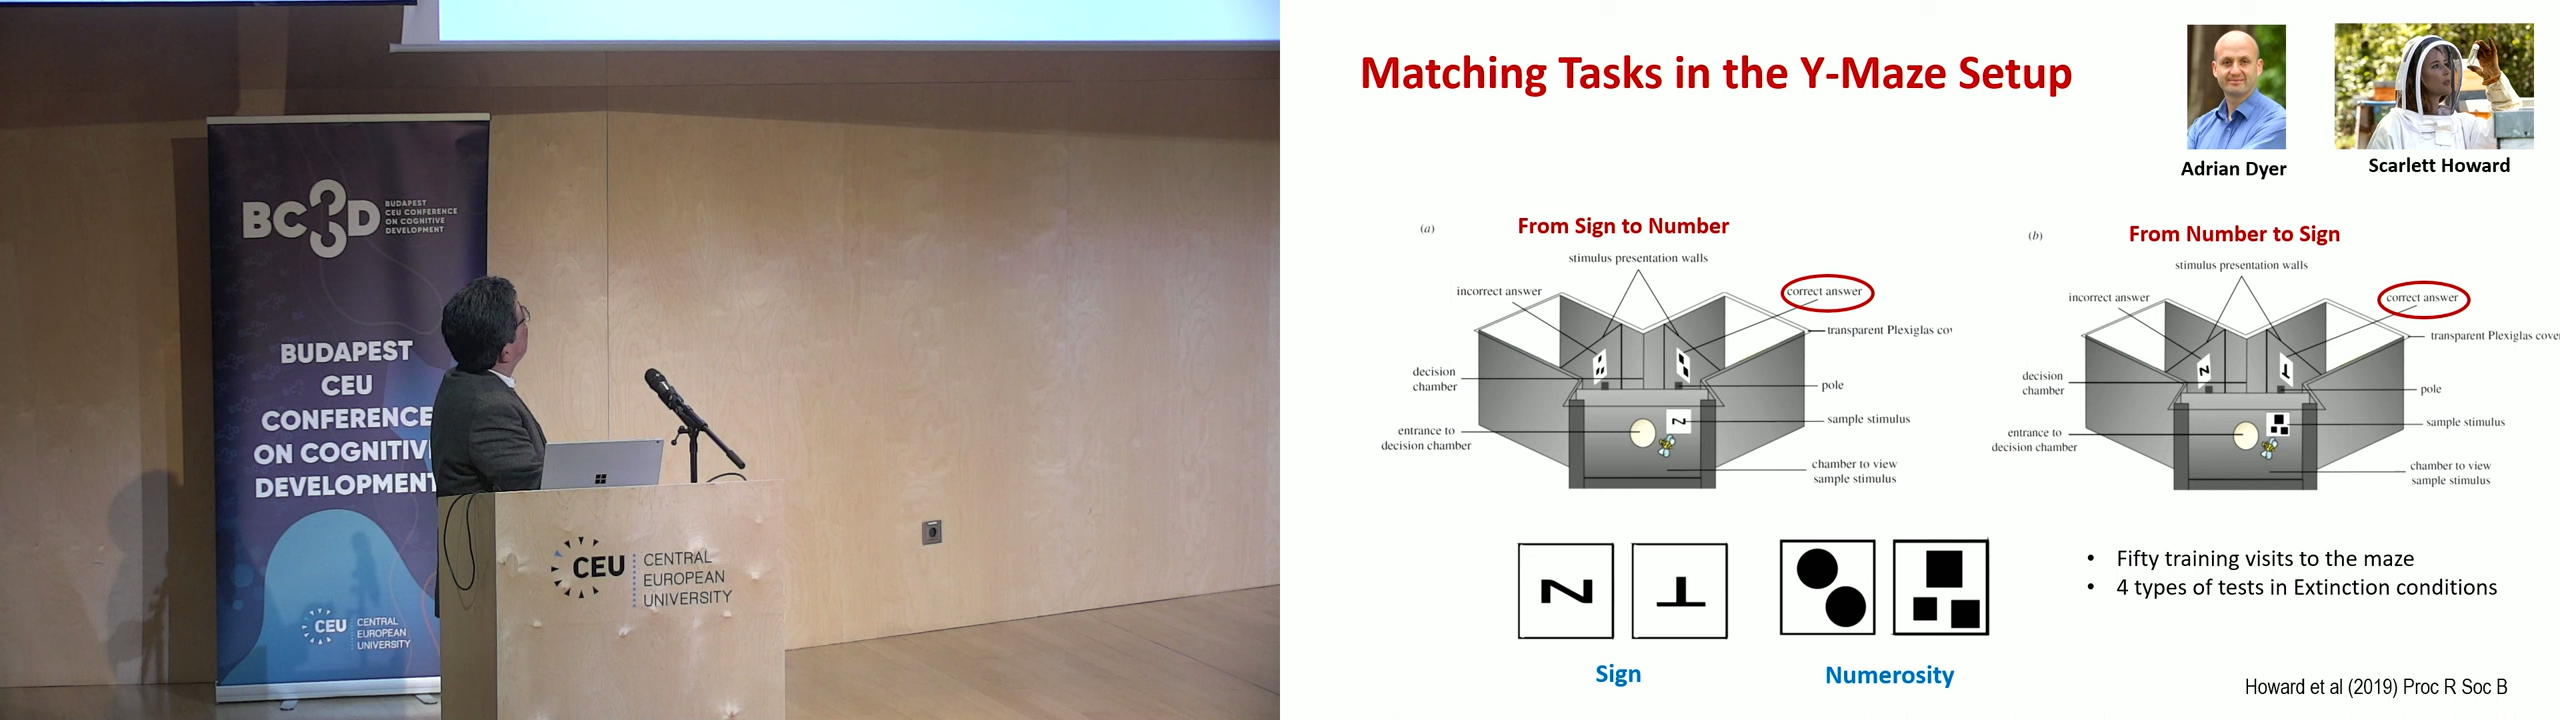 BC3D
BUDAPEST
CEU CONFERENCE
ON COGNITIVE
DEVELOPMENT
BUDAPEST
CEU
CONFERENCE
ON COGNITIV
DEVELOPMENT
CEU
CENTRAL
EUROPEAN
UNIVERSITY
CEU
CENTRAL
EUROPEAN
UNIVERSITY
Matching Tasks in the Y-Maze Setup
Adrian Dyer
Scarlett Howard
(a)
From Sign to Number
stimulus presentation walls
incorrect answer
correct answer
transparent Plexiglas cov
decision
chamber
pole
sample stimulus
entrance to
decision chamber
chamber to view
sample stimulus
(b)
From Number to Sign
stimulus presentation walls
incorrect answer
correct answer
transparent Plexiglas cove
decision
chamber
pole
sample stimulus
entrance to
decision chamber
chamber to view
sample stimulus
Sign
Numerosity
• Fifty training visits to the maze
• 4 types of tests in Extinction conditions
Howard et al (2019) Proc R Soc B